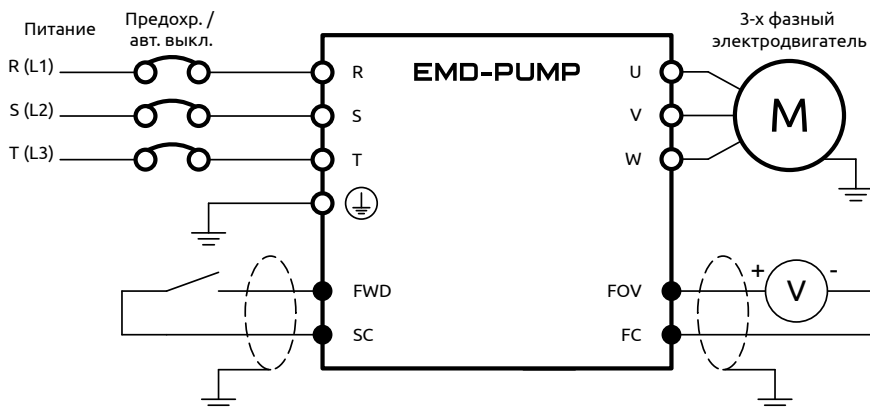 Питание
Предохр. /
авт. выкл.
3-х фазный
электродвигатель
R (L1)
R
EMD-PUMP
U
S (L2)
S
V
M
T (L3)
T
W
FWD
FOV
+
V
-
SC
FC